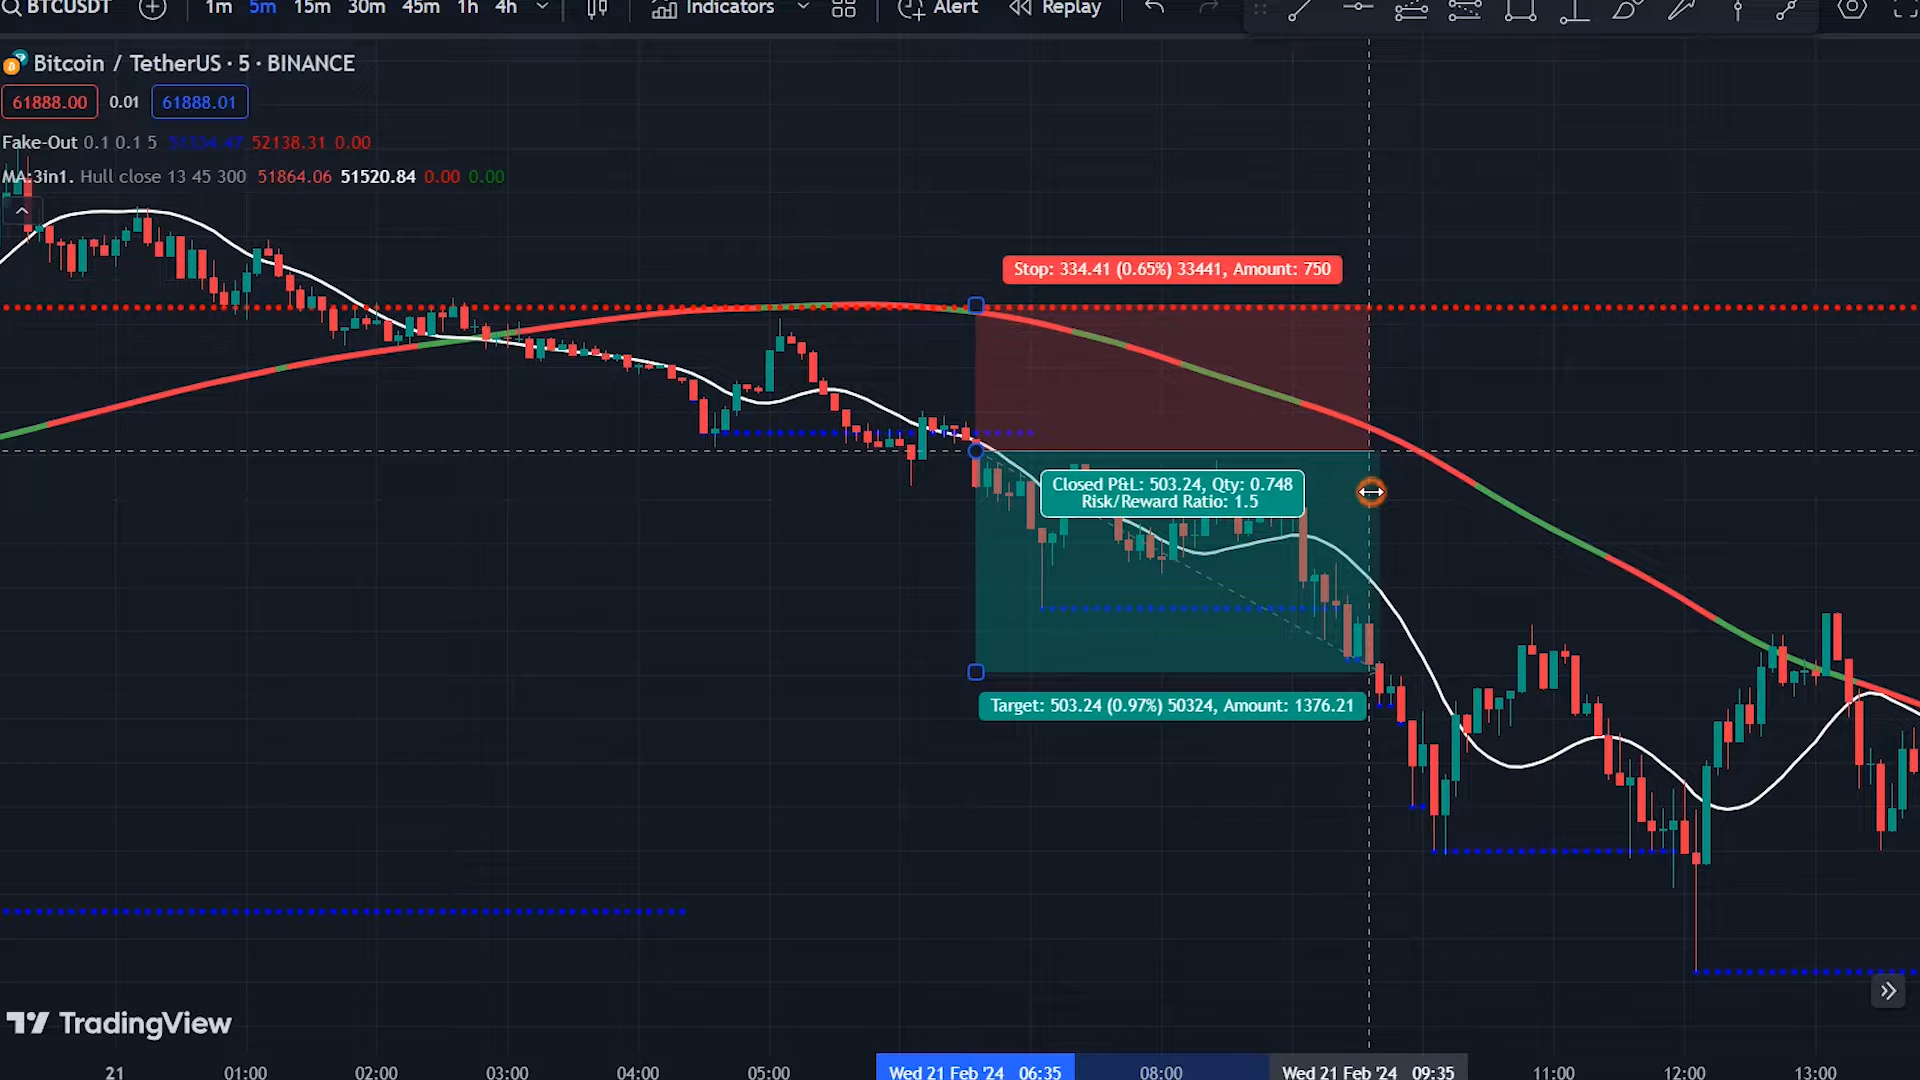 BTCUSDT 1m 5m 15m 30m 45m 1h 4h Indicators Alert Replay
Bitcoin / TetherUS · 5 · BINANCE
61888.00 0.01 61888.01
Fake-Out 0.1 0.1 5 51334.47 52138.31 0.00
MA:3in1. Hull close 13 45 300 51864.06 51520.84 0.00 0.00
Stop: 334.41 (0.65%) 33441, Amount: 750
Closed P&L: 503.24, Qty: 0.748
Risk/Reward Ratio: 1.5
Target: 503.24 (0.97%) 50324, Amount: 1376.21
TradingView
21 01:00 02:00 03:00 04:00 05:00 Wed 21 Feb '24 06:35 08:00 Wed 21 Feb '24 09:35 11:00 12:00 13:00